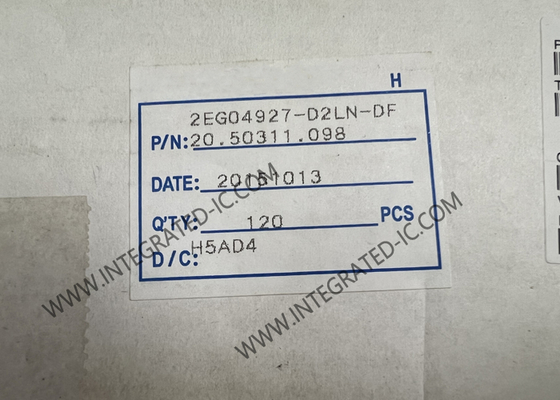 H
2EG04927-D2LN-DF
P/N: 20.50311.098
DATE: 20151013
Q'TY: 120 PCS
H5AD4
D/C:
WWW.INTEGRATED-IC.COM
WWW.INTEGRATED-IC.COM